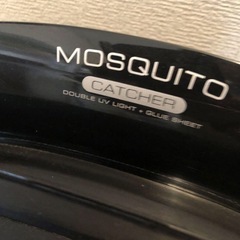 MOSQUITO
CATCHER
DOUBLE UV LIGHT + GLUE SHEET